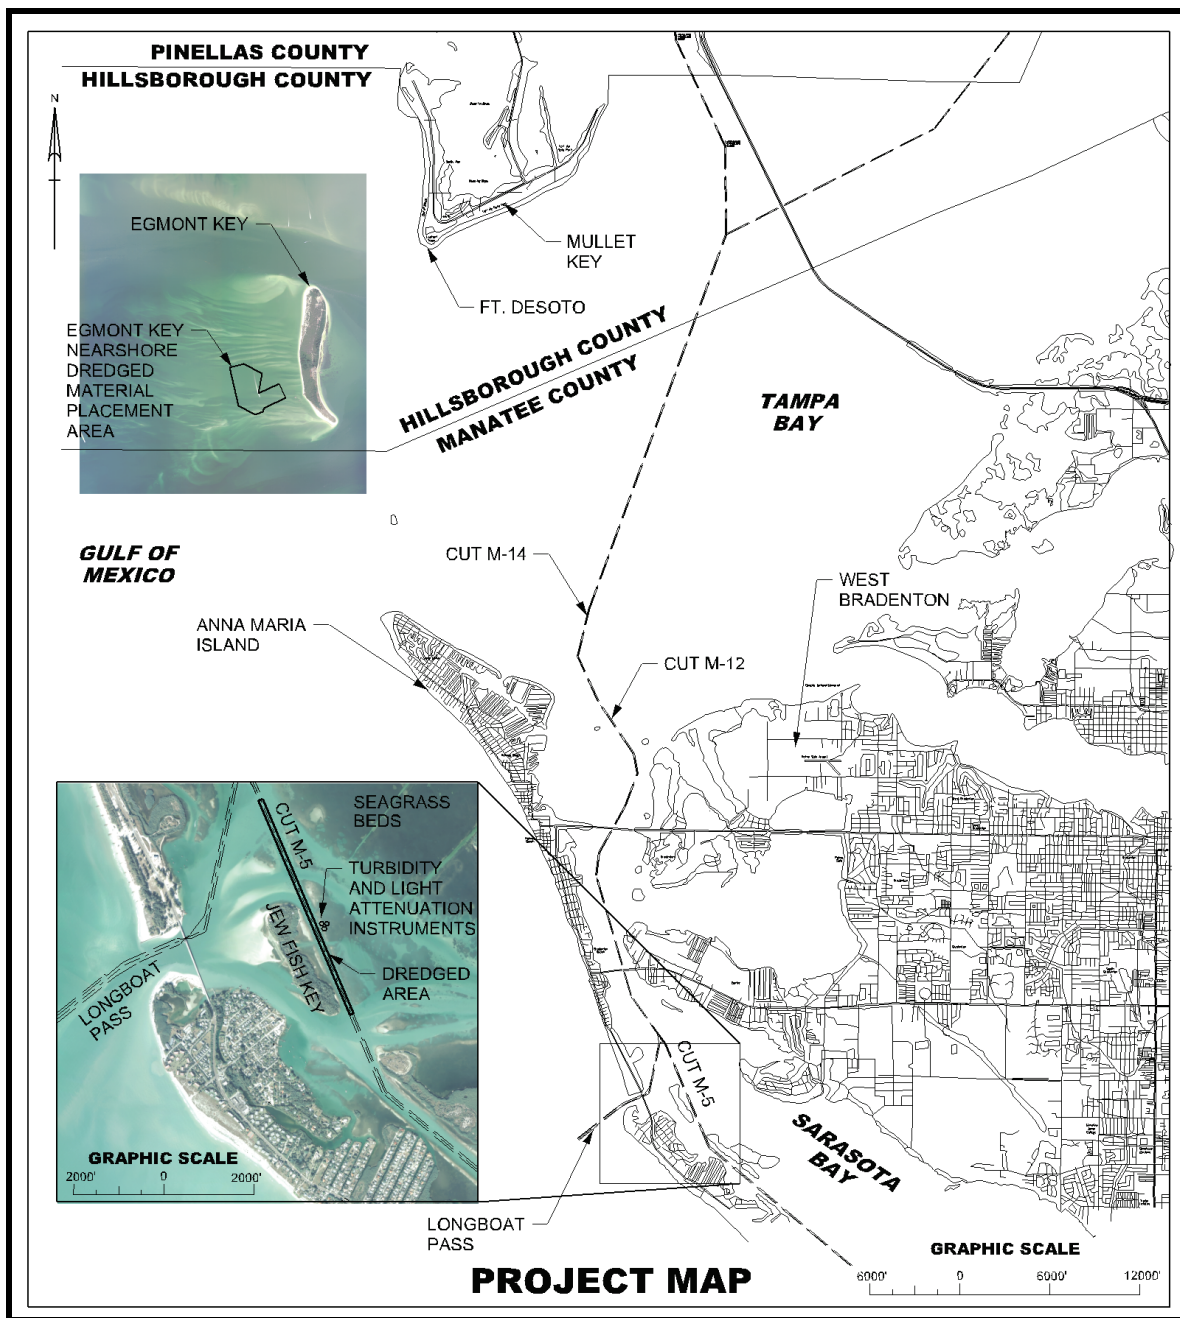 PINELLAS COUNTY
HILLSBOROUGH COUNTY
N
EGMONT KEY
MULLET
KEY
FT. DESOTO
EGMONT KEY
NEARSHORE
DREDGED
MATERIAL
PLACEMENT
AREA
HILLSBOROUGH COUNTY
MANATEE COUNTY
TAMPA
BAY
GULF OF
MEXICO
CUT M-14
WEST
BRADENTON
ANNA MARIA
ISLAND
CUT M-12
CUT M-5
SEAGRASS
BEDS
TURBIDITY
AND LIGHT
ATTENUATION
INSTRUMENTS
JEW FISH KEY
DREDGED
AREA
LONGBOAT
PASS
GRAPHIC SCALE
2000' 0 2000'
CUT M-5
SARASOTA
BAY
LONGBOAT
PASS
GRAPHIC SCALE
6000' 0 6000' 12000'
PROJECT MAP